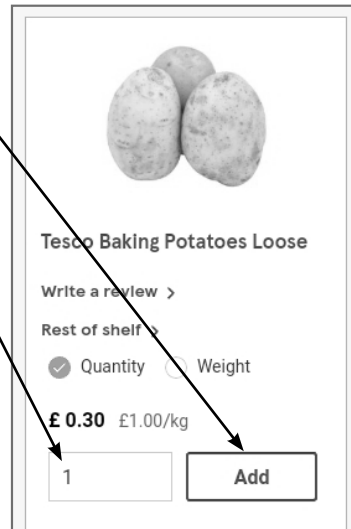 Tesco Baking Potatoes Loose
Write a review >
Rest of shelf >
Quantity Weight
£ 0.30 £1.00/kg
1 Add